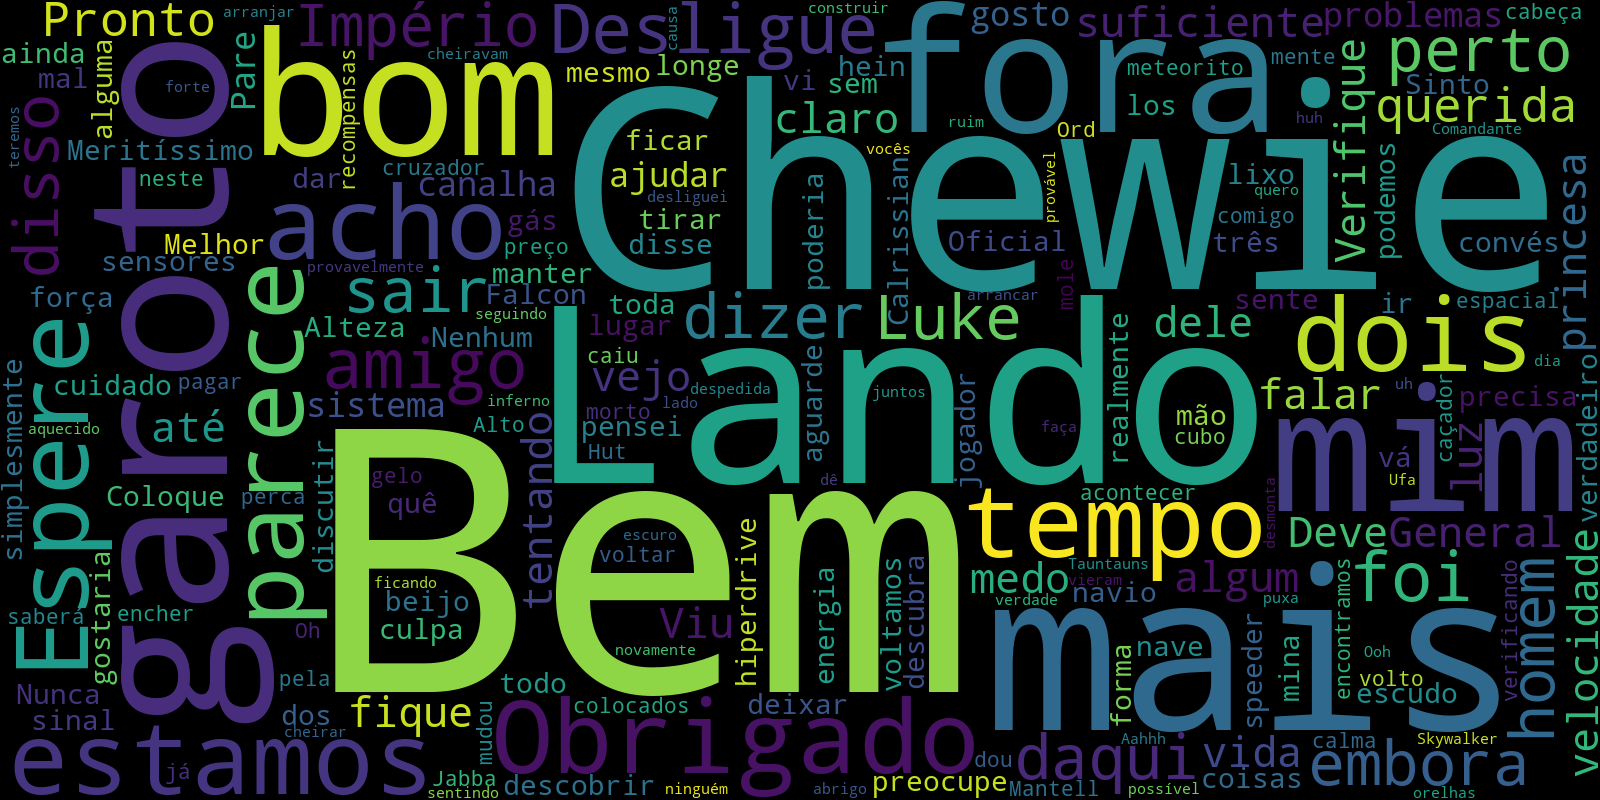 Pronto
arranjar
Império
Desligue
causa
construir
gosto
suficiente
problemas
cabeça
ainda
mal
alguma
forte
Pare
bom
cheiravam
recompensas
mesmo
longe
vi
sem
hein
fora
meteorito
mente
los
perto
Sinto
querida
Verifique
teremos
disso
Meritíssimo
neste
garoto
dar
cruzador
canalha
Chewie
ficar
claro
ajudar
desliguei
tirar
disse
poderia
Calrissian
vocês
ruim
Ord
provável
huh
lixo
quero
comigo
três
Comandante
podemos
princesa
convés
Melhor
sensores
acho
gás
preço
provavelmente
manter
Oficial
mole
força
parece
sair
Falcon
seguindo
toda
dizer
Luke
arrancar
dele
sente
ir
espacial
Espere
Alteza
Nenhum
lugar
Lando
dois
simplesmente
cuidado
pagar
amigo
inferno
caiu
vejo
despedida
aguarde
juntos
jogador
realmente
mão
cubo
falar
uh
caçador
precisa
dia
verdadeiro
aquecido
até
sistema
Alto
morto
lado
pensei
Hut
faça
mim
vá
luz
Ufa
Coloque
perca
discutir
tentando
gelo
quê
Bem
dê
escuro
voltar
tempo
acontecer
desmonta
Deve
General
gostaria
saberá
encher
Oh
ficando
beijo
culpa
Viu
novamente
hiperdrive
energia
voltamos
descubra
medo
Tauntauns
vieram
verdade
navio
algum
puxa
foi
encontramos
homem
velocidade
Nunca
sinal
pela
dos
cheirar
fique
todo
colocados
deixar
mais
forma
nave
speeder
mina
Ooh
volto
escudo
verificando
estamos
já
mudou
Jabba
sentindo
descobrir
Obrigado
ninguém
abrigo
preocupe
dou
Mantell
daqui
Aahhh
possível
vida
coisas
calma
embora
Skywalker
orelhas